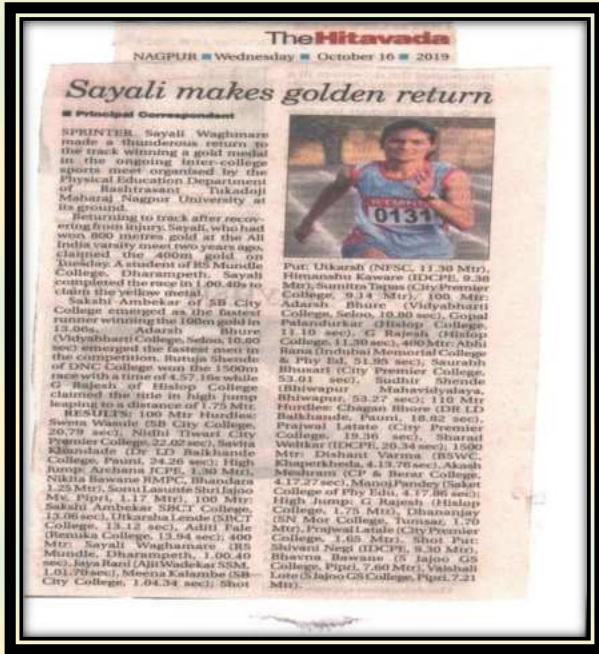 TheHitavada
NAGPUR ■ Wednesday ■ October 16 ■ 2019
Sayali makes golden return
■ Principal Correspondent
SPRINTER Sayali Waghmare
made a thunderous return to
the track winning a gold medal
in the ongoing inter-college
sports meet organised by the
Physical Education Department
of Rashtrasant Tukadoji
Maharaj Nagpur University at
its ground.
Returning to track after recov-
ering from injury, Sayali, who had
won 800 metres gold at the All
India varsity meet two years ago,
claimed the 400m gold on
Tuesday. A student of RS Mundle
College, Dharampeth, Sayali
completed the race in 1.00.40s to
claim the yellow metal.
Sakshi Ambekar of SB City
College emerged as the fastest
runner winning the 100m gold in
13.06s. Adarsh Bhure
(Vidyabharti College, Seloo, 10.80
sec) emerged the fastest men in
the competition. Rutuja Shende
of DNC College won the 1500m
race with a time of 4.57.16s while
G Rajesh of Hislop College
claimed the title in high jump
leaping to a distance of 1.75 Mtr.
RESULTS: 100 Mtr Hurdles:
Sweta Wande (SB City College,
20.79 sec), Nidhi Tiwari City
Premier College, 22.02 sec), Savita
Khandade (Dr LD Balkhande
College, Pauni, 24.26 sec); High
Jump: Archana JCPE, 1.30 Mtr),
Nikita Bawane RMPC, Bhandara
1.25 Mtr), Sonu Lasunte Shri Jajoo
Mv, Pipri, 1.17 Mtr), 100 Mtr:
Sakshi Ambekar SBCT College,
13.06 sec), Utkarsha Lende (SBCT
College, 13.12 sec), Aditi Fale
(Renuka College, 13.94 sec); 400
Mtr: Sayali Waghamare (RS
Mundle, Dharampeth, 1.00.40
sec), Jaya Rani (Ajit Wadekar SSM,
1.01.70 sec), Meena Kalambe (SB
City College, 1.04.34 sec); Shot
0131
Put: Utkarsh (NFSC, 11.30 Mtr),
Himanshu Kaware (IDCPE, 9.38
Mtr), Sumitra Tapas (City Premier
College, 9.14 Mtr), 100 Mtr:
Adarsh Bhure (Vidyabharti
College, Seloo, 10.80 sec), Gopal
Palandurkar (Hislop College,
11.10 sec), G Rajesh (Hislop
College, 11.30 sec), 400 Mtr: Abhi
Rana (Indubai Memorial College
& Phy Ed, 51.95 sec), Saurabh
Bhusari (City Premier College,
53.01 sec), Sudhir Shende
(Bhiwapur Mahavidyalaya,
Bhiwapur, 53.27 sec); 110 Mtr
Hurdles: Chagan Bhore (DR LD
Balkhande, Pauni, 18.82 sec),
Prajwal Latate (City Premier
College, 19.36 sec), Sharad
Welkar (IDCPE, 20.34 sec); 1500
Mtr: Dishant Varma (BSWC,
Khaperkheda, 4.13.76 sec), Akash
Meshram (CP & Berar College,
4.17.27 sec), Manoj Pandey (Saket
College of Phy Edu, 4.17.86 sec);
High Jump: G Rajesh (Hislop
College, 1.75 Mtr), Dhananjay
(SN Mor College, Tumsar, 1.70
Mtr), Prajwal Latale (City Premier
College, 1.65 Mtr). Shot Put:
Shivani Negi (IDCPE, 9.30 Mtr),
Bhavna Bawane (S Jajoo GS
College, Pipri, 7.60 Mtr), Vaishali
Lote (S Jajoo GS College, Pipri, 7.21
Mtr).